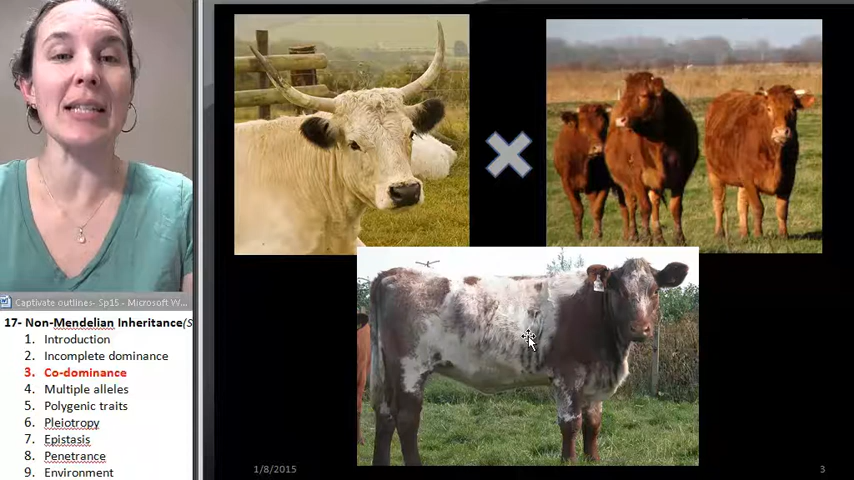 Captivate outlines- Sp15 - Microsoft W...
17- Non-Mendelian Inheritance(S
1. Introduction
2. Incomplete dominance
3. Co-dominance
4. Multiple alleles
5. Polygenic traits
6. Pleiotropy
7. Epistasis
8. Penetrance
9. Environment
1/8/2015
3